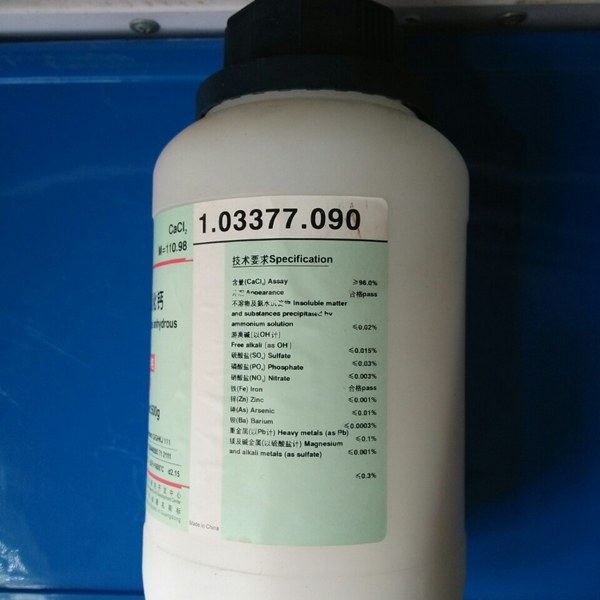 CaCl₂
M=110.98
钙
anhydrous
500g
d2.15
1.03377.090
技术要求Specification
含量(CaCl₂) Assay ≥98.0%
外观 Appearance 合格pass
不溶物及氨水沉淀物 Insoluble matter
and substances precipitated by
ammonium solution ≤0.02%
游离碱(以OH计)
Free alkali (as OH) ≤0.015%
硫酸盐(SO₄) Sulfate ≤0.03%
磷酸盐(PO₄) Phosphate ≤0.003%
硝酸盐(NO₃) Nitrate 合格pass
铁(Fe) Iron ≤0.001%
锌(Zn) Zinc ≤0.01%
砷(As) Arsenic ≤0.0003%
钡(Ba) Barium ≤0.1%
重金属(以Pb计) Heavy metals (as Pb) ≤0.001%
镁及碱金属(以硫酸盐计) Magnesium
and alkali metals (as sulfate) ≤0.3%
Made in China